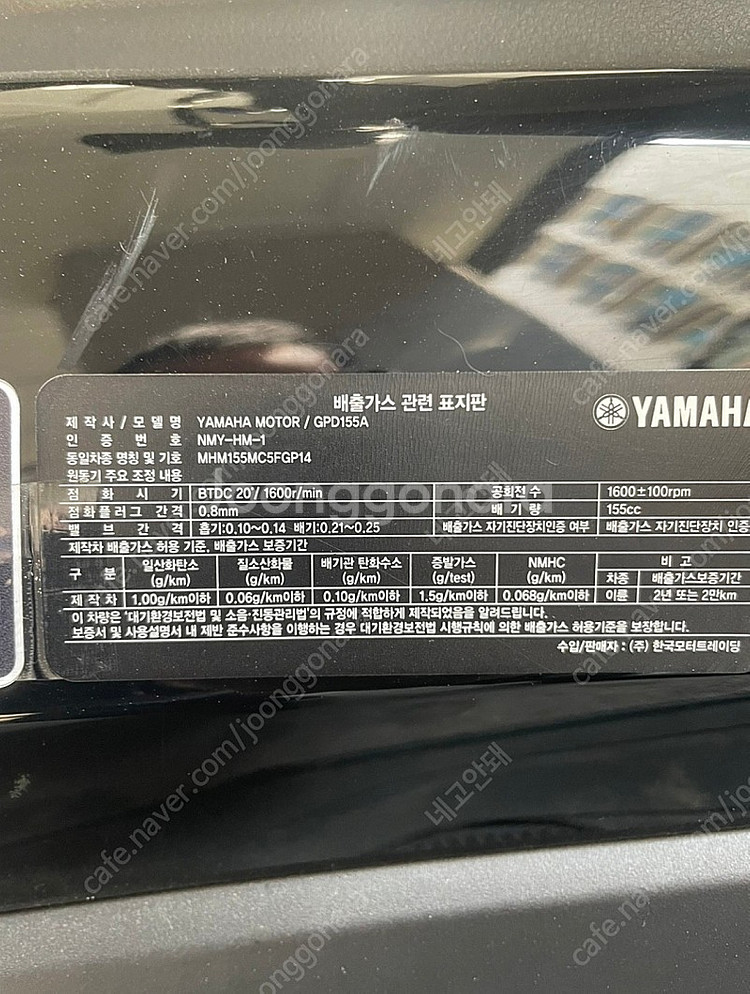 배출가스 관련 표지판
YAMAHA
제작사 / 모델명 YAMAHA MOTOR / GPD155A
인증번호 NMY-HM-1
동일차종 명칭 및 기호 MHM155MC5FGP14
원동기 주요 조정 내용
점화시기 BTDC 20°/ 1600r/min 공회전 수 1600±100rpm
점화플러그 간격 0.8mm 배기량 155cc
밸브간격 흡기:0.10~0.14 배기:0.21~0.25 배출가스 자기진단장치인증 여부 배출가스 자기진단장치 인증
제작차 배출가스 허용 기준, 배출가스 보증기간
구분 일산화탄소 (g/km) 질소산화물 (g/km) 배기관 탄화수소 (g/km) 증발가스 (g/test) NMHC (g/km) 비고
차종 배출가스보증기간
제작차 1.00g/km이하 0.06g/km이하 0.10g/km이하 1.5g/km이하 0.068g/km이하 이륜 2년 또는 2만km
이 차량은 '대기환경보전법 및 소음·진동관리법'의 규정에 적합하게 제작되었음을 알려드립니다.
보증서 및 사용설명서 내 제반 준수사항을 이행하는 경우 대기환경보전법 시행규칙에 의한 배출가스 허용기준을 보장합니다.
수입/판매자 : (주) 한국모터트레이딩
joonggonara
cafe.naver.com/joonggonara
네고안돼